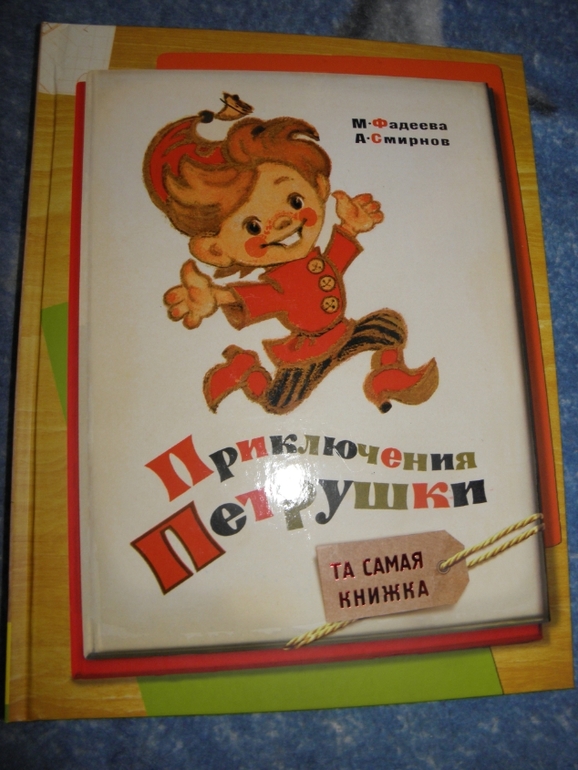 М·Фадеева
А·Смирнов
Приключения
Петрушки
ТА САМАЯ
КНИЖКА